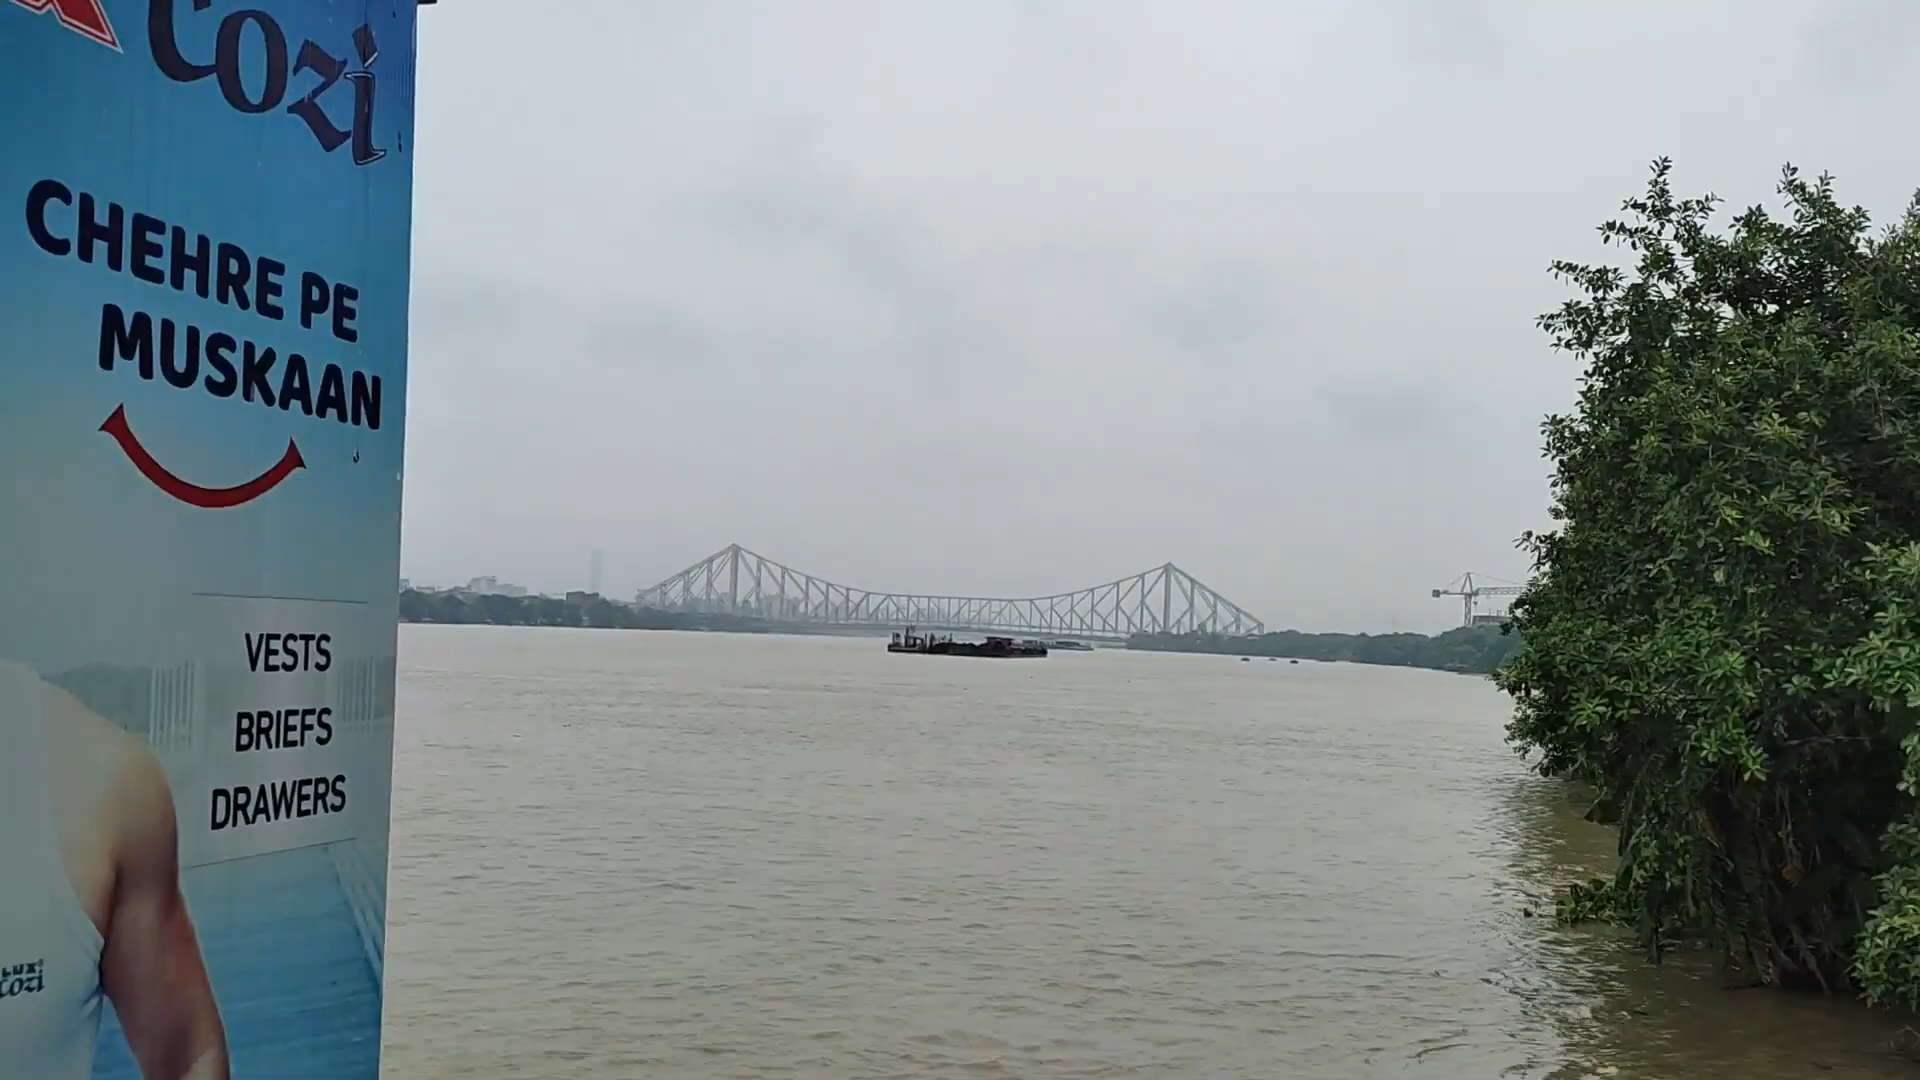 Cozi
CHEHRE PE
MUSKAAN
VESTS
BRIEFS
DRAWERS
LUX
Cozi